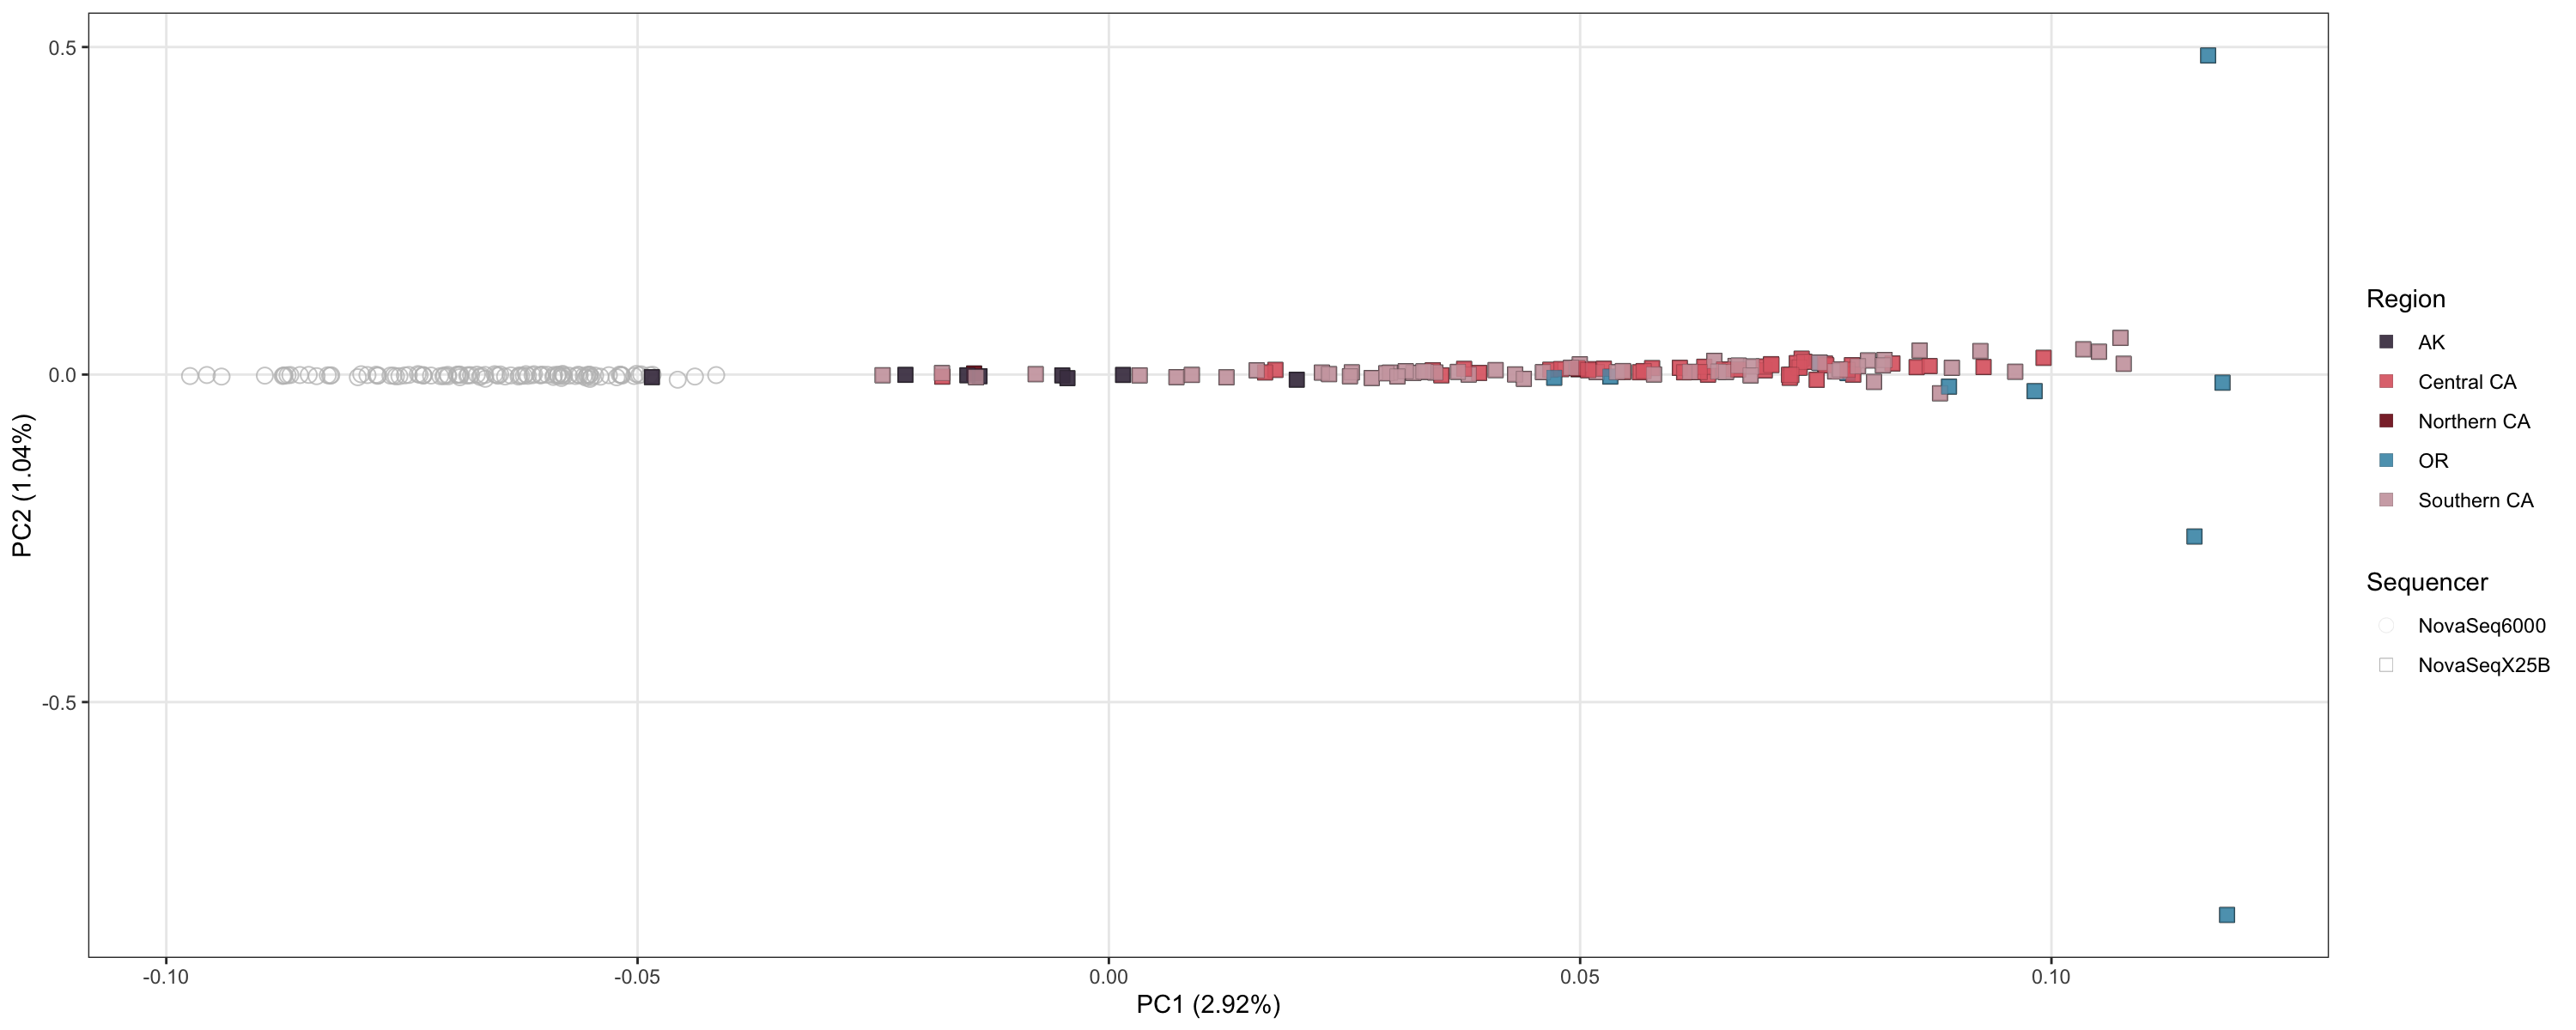 0.5
0.0
-0.5
PC2 (1.04%)
-0.10
-0.05
0.00
0.05
0.10
PC1 (2.92%)
Region
AK
Central CA
Northern CA
OR
Southern CA
Sequencer
NovaSeq6000
NovaSeqX25B